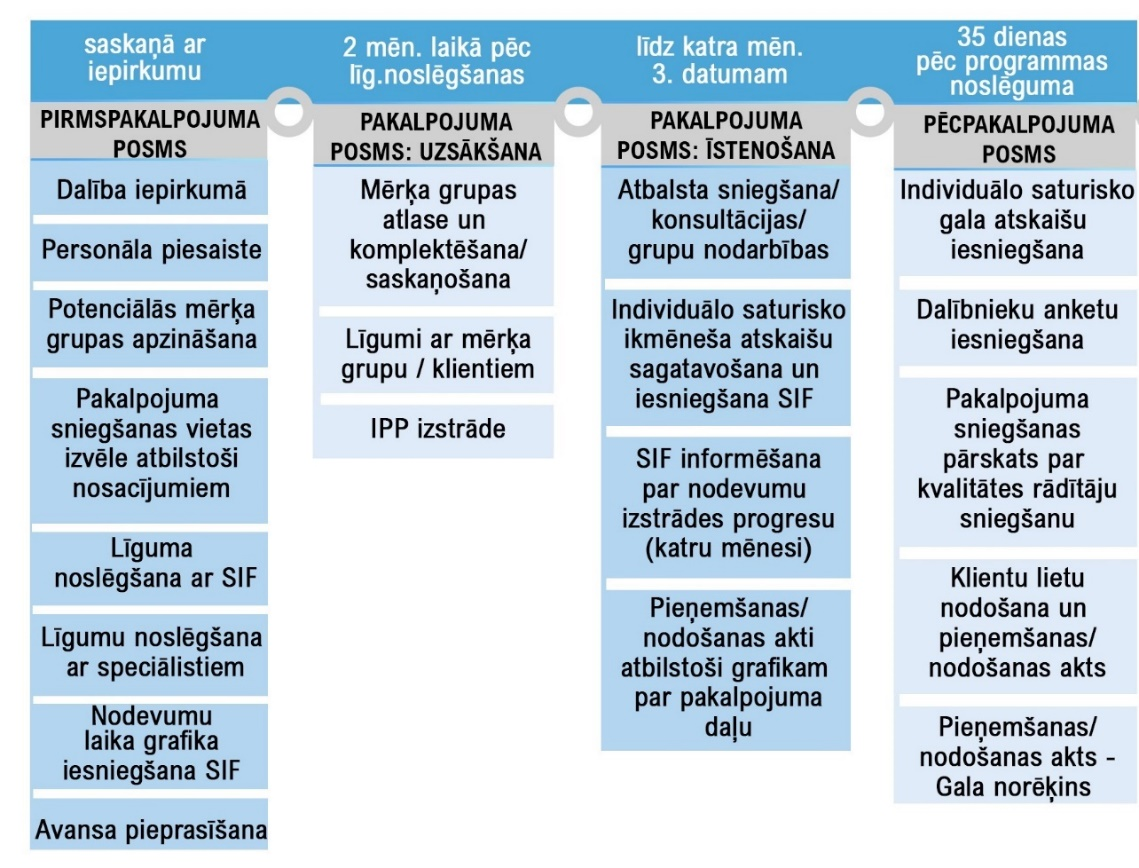 saskaņā ar
iepirkumu
PIRMSPAKALPOJUMA
POSMS
Dalība iepirkumā
Personāla piesaiste
Potenciālās mērķa
grupas apzināšana
Pakalpojuma
sniegšanas vietas
izvēle atbilstoši
nosacījumiem
Līguma
noslēgšana ar SIF
Līgumu noslēgšana
ar speciālistiem
Nodevumu
laika grafika
iesniegšana SIF
Avansa pieprasīšana
2 mēn. laikā pēc
līg.noslēgšanas
PAKALPOJUMA
POSMS: UZSĀKŠANA
Mērķa grupas
atlase un
komplektēšana/
saskaņošana
Līgumi ar mērķa
grupu / klientiem
IPP izstrāde
līdz katra mēn.
3. datumam
PAKALPOJUMA
POSMS: ĪSTENOŠANA
Atbalsta sniegšana/
konsultācijas/
grupu nodarbības
Individuālo saturisko
ikmēneša atskaišu
sagatavošana un
iesniegšana SIF
SIF informēšana
par nodevumu
izstrādes progresu
(katru mēnesi)
Pieņemšanas/
nodošanas akti
atbilstoši grafikam
par pakalpojuma
daļu
35 dienas
pēc programmas
noslēguma
PĒCPAKALPOJUMA
POSMS
Individuālo saturisko
gala atskaišu
iesniegšana
Dalībnieku anketu
iesniegšana
Pakalpojuma
sniegšanas
pārskats par
kvalitātes rādītāju
sniegšanu
Klientu lietu
nodošana un
pieņemšanas/
nodošanas akts
Pieņemšanas/
nodošanas akts -
Gala norēķins